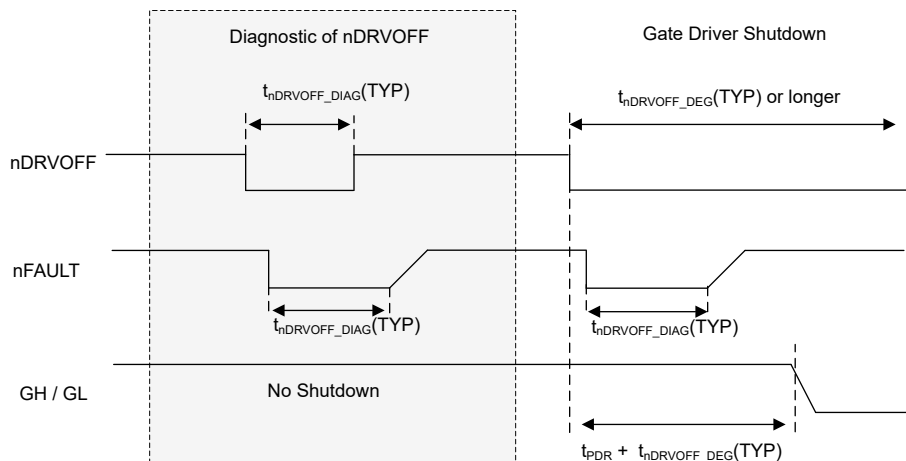 Diagnostic of nDRVOFF
Gate Driver Shutdown
tnDRVOFF_DIAG(TYP)
tnDRVOFF_DEG(TYP) or longer
nDRVOFF
nFAULT
tnDRVOFF_DIAG(TYP)
tnDRVOFF_DIAG(TYP)
GH / GL
No Shutdown
tPDR + tnDRVOFF_DEG(TYP)